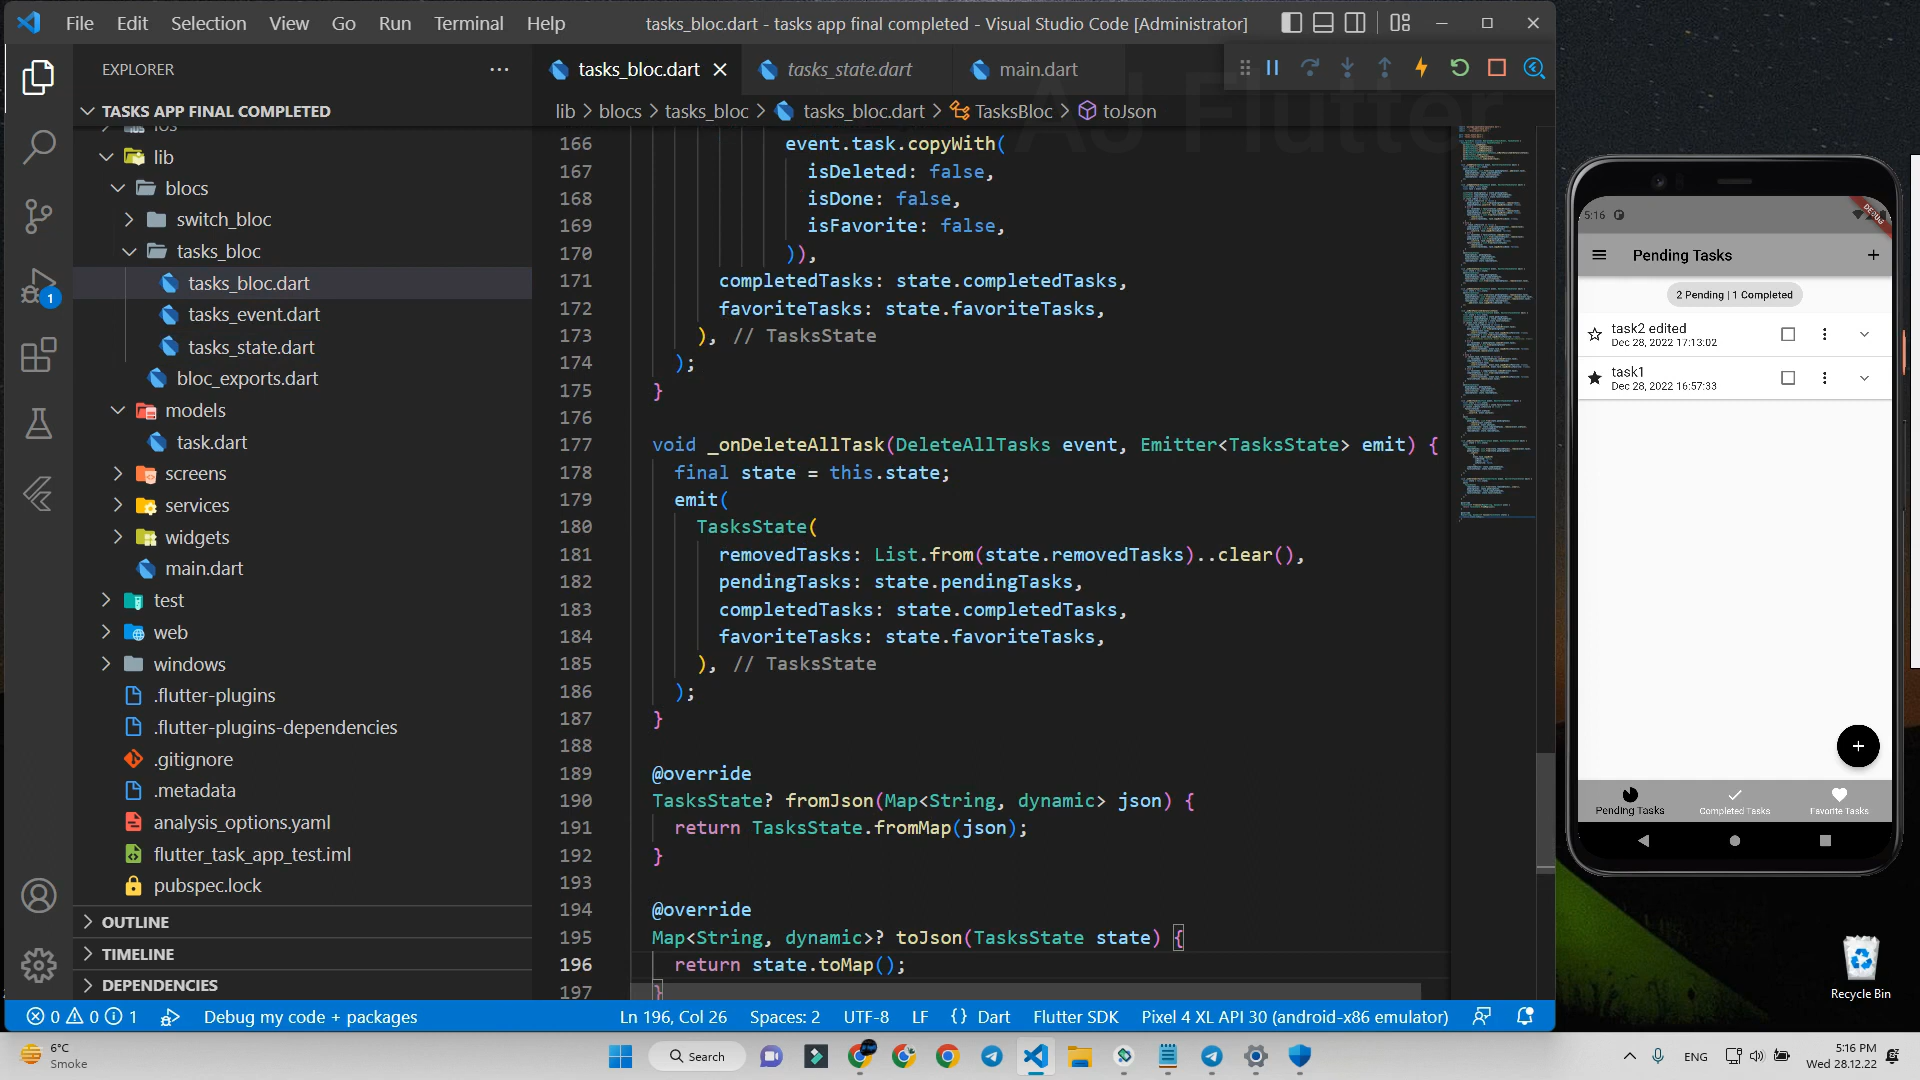 File Edit Selection View Go Run Terminal Help
tasks_bloc.dart - tasks app final completed - Visual Studio Code [Administrator]
EXPLORER
tasks_bloc.dart
tasks_state.dart
main.dart
AJ Flutter
TASKS APP FINAL COMPLETED
lib > blocs > tasks_bloc > tasks_bloc.dart > TasksBloc > toJson
ios
lib
blocs
switch_bloc
tasks_bloc
tasks_bloc.dart
tasks_event.dart
tasks_state.dart
bloc_exports.dart
models
task.dart
screens
services
widgets
main.dart
test
web
windows
.flutter-plugins
.flutter-plugins-dependencies
.gitignore
.metadata
analysis_options.yaml
flutter_task_app_test.iml
pubspec.lock
OUTLINE
TIMELINE
DEPENDENCIES
1
166 event.task.copyWith(
167 isDeleted: false,
168 isDone: false,
169 isFavorite: false,
170 )),
171 completedTasks: state.completedTasks,
172 favoriteTasks: state.favoriteTasks,
173 ), // TasksState
174 );
175 }
176
177 void _onDeleteAllTask(DeleteAllTasks event, Emitter<TasksState> emit) {
178 final state = this.state;
179 emit(
180 TasksState(
181 removedTasks: List.from(state.removedTasks)..clear(),
182 pendingTasks: state.pendingTasks,
183 completedTasks: state.completedTasks,
184 favoriteTasks: state.favoriteTasks,
185 ), // TasksState
186 );
187 }
188
189 @override
190 TasksState? fromJson(Map<String, dynamic> json) {
191 return TasksState.fromMap(json);
192 }
193
194 @override
195 Map<String, dynamic>? toJson(TasksState state) {
196 return state.toMap();
197 }
5:16
DEBUG
Pending Tasks
2 Pending | 1 Completed
task2 edited
Dec 28, 2022 17:13:02
task1
Dec 28, 2022 16:57:33
Pending Tasks
Completed Tasks
Favorite Tasks
Recycle Bin
0 0 1
Debug my code + packages
Ln 196, Col 26
Spaces: 2
UTF-8
LF
{} Dart
Flutter SDK
Pixel 4 XL API 30 (android-x86 emulator)
6°C
Smoke
Search
ENG
5:16 PM
Wed 28.12.22